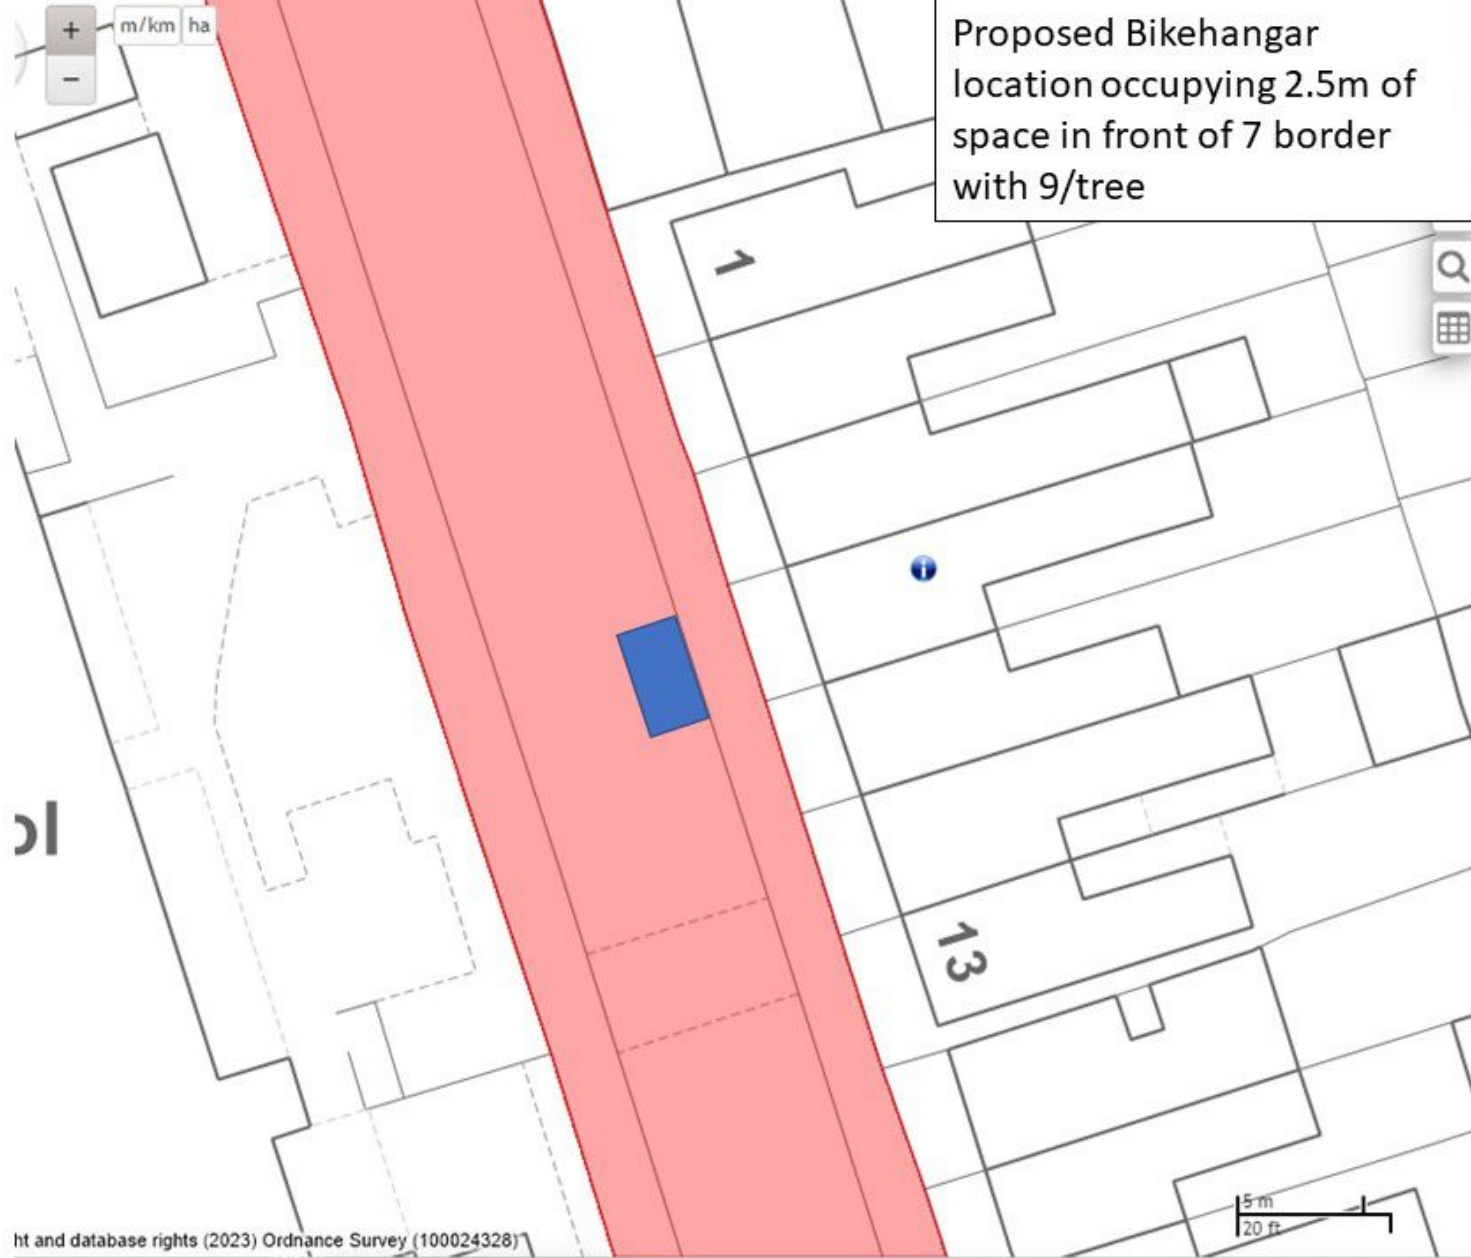 +
m/km ha
−
Proposed Bikehangar
location occupying 2.5m of
space in front of 7 border
with 9/tree
1
ol
13
5 m
20 ft
ht and database rights (2023) Ordnance Survey (100024328)